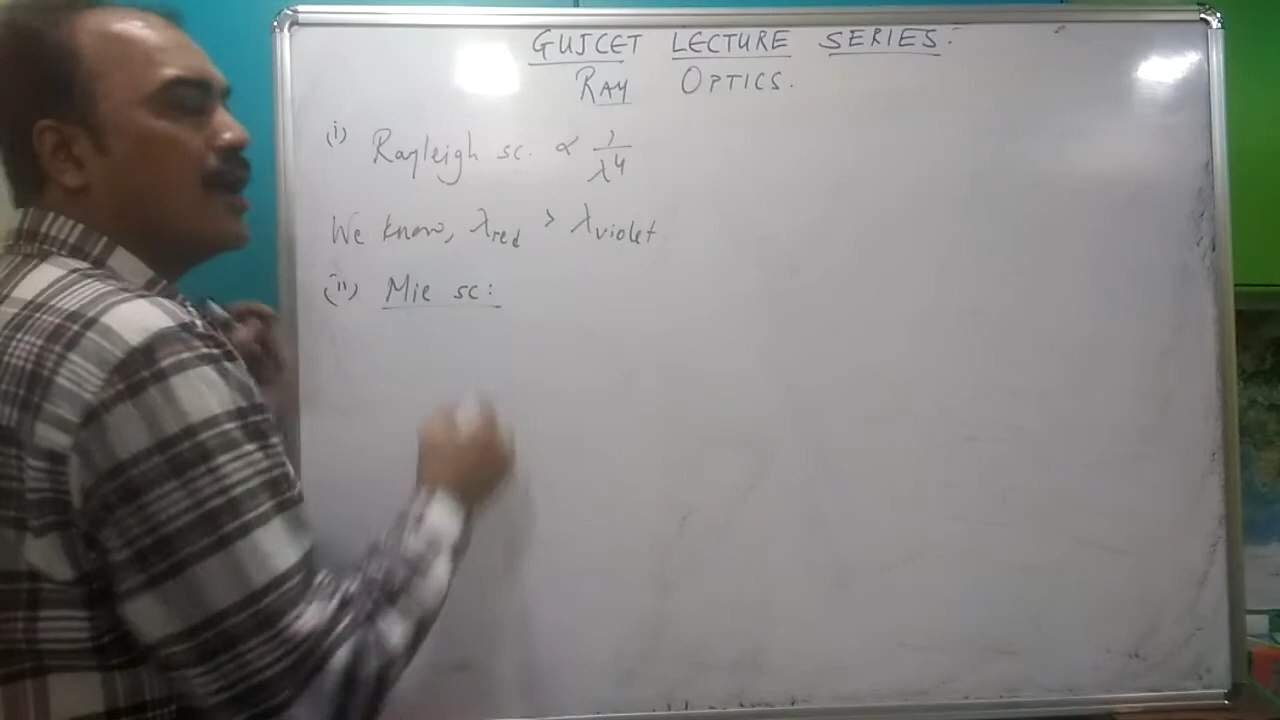 GUJCET LECTURE SERIES.
RAY OPTICS.
(i) Rayleigh sc. ∝ 1/λ⁴
We know, λred > λviolet
(ii) Mie sc: